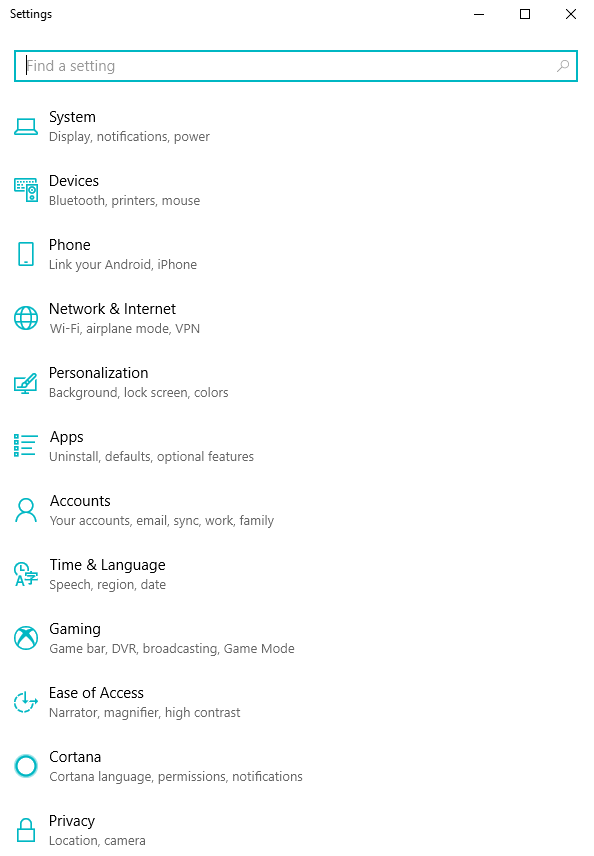 Settings
Find a setting
System
Display, notifications, power
Devices
Bluetooth, printers, mouse
Phone
Link your Android, iPhone
Network & Internet
Wi-Fi, airplane mode, VPN
Personalization
Background, lock screen, colors
Apps
Uninstall, defaults, optional features
Accounts
Your accounts, email, sync, work, family
Time & Language
Speech, region, date
Gaming
Game bar, DVR, broadcasting, Game Mode
Ease of Access
Narrator, magnifier, high contrast
Cortana
Cortana language, permissions, notifications
Privacy
Location, camera